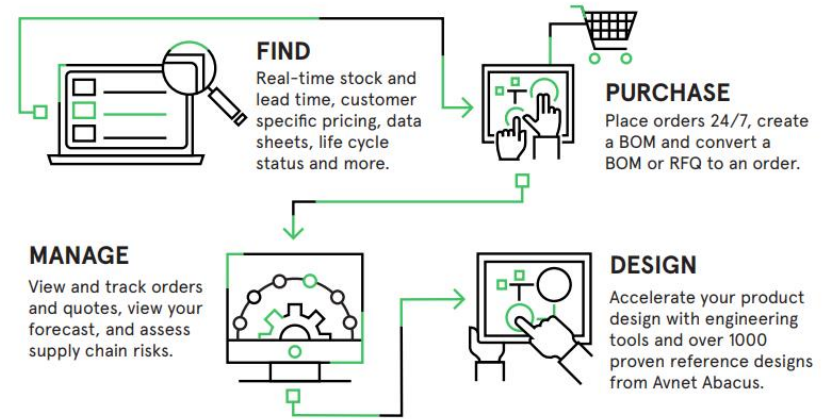 FIND
Real-time stock and
lead time, customer
specific pricing, data
sheets, life cycle
status and more.
PURCHASE
Place orders 24/7, create
a BOM and convert a
BOM or RFQ to an order.
MANAGE
View and track orders
and quotes, view your
forecast, and assess
supply chain risks.
DESIGN
Accelerate your product
design with engineering
tools and over 1000
proven reference designs
from Avnet Abacus.